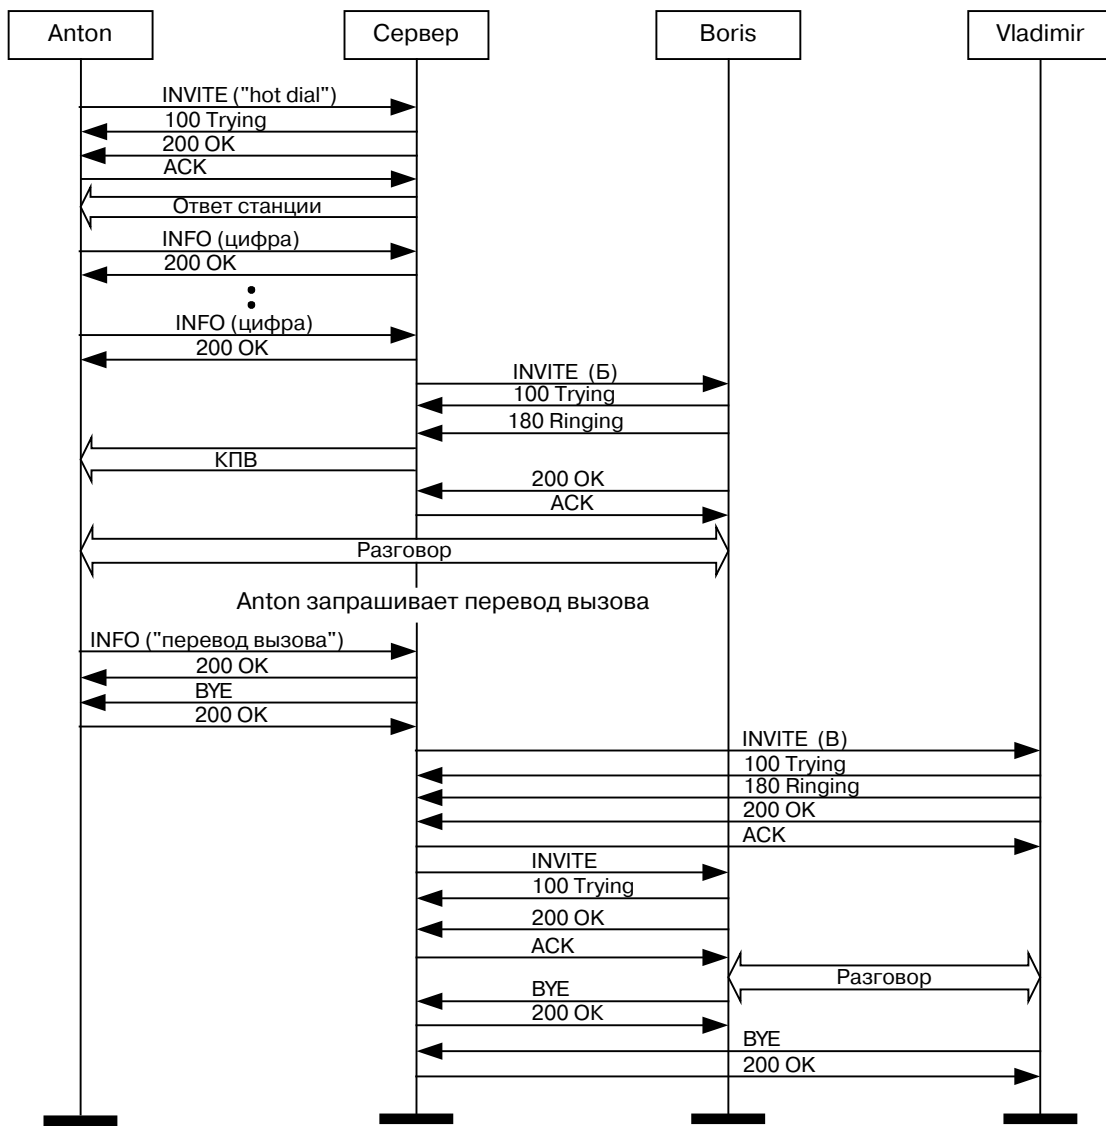 Anton
Сервер
Boris
Vladimir
INVITE ("hot dial")
100 Trying
200 OK
ACK
Ответ станции
INFO (цифра)
200 OK
INFO (цифра)
200 OK
INVITE (Б)
100 Trying
180 Ringing
КПВ
200 OK
ACK
Разговор
Anton запрашивает перевод вызова
INFO ("перевод вызова")
200 OK
BYE
200 OK
INVITE (В)
100 Trying
180 Ringing
200 OK
ACK
INVITE
100 Trying
200 OK
ACK
Разговор
BYE
200 OK
BYE
200 OK